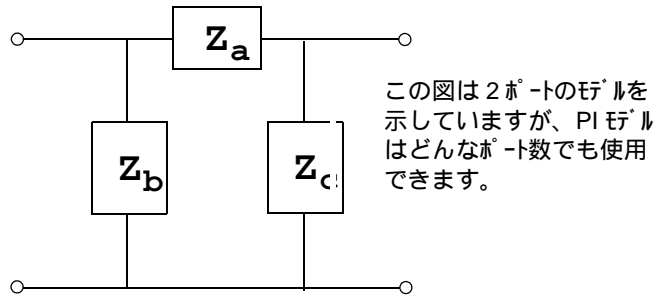 Za
この図は２ﾎﾟｰﾄのﾓﾃﾞﾙを
示していますが、PI ﾓﾃﾞﾙ
はどんなﾎﾟｰﾄ数でも使用
できます。
Zb
Zc